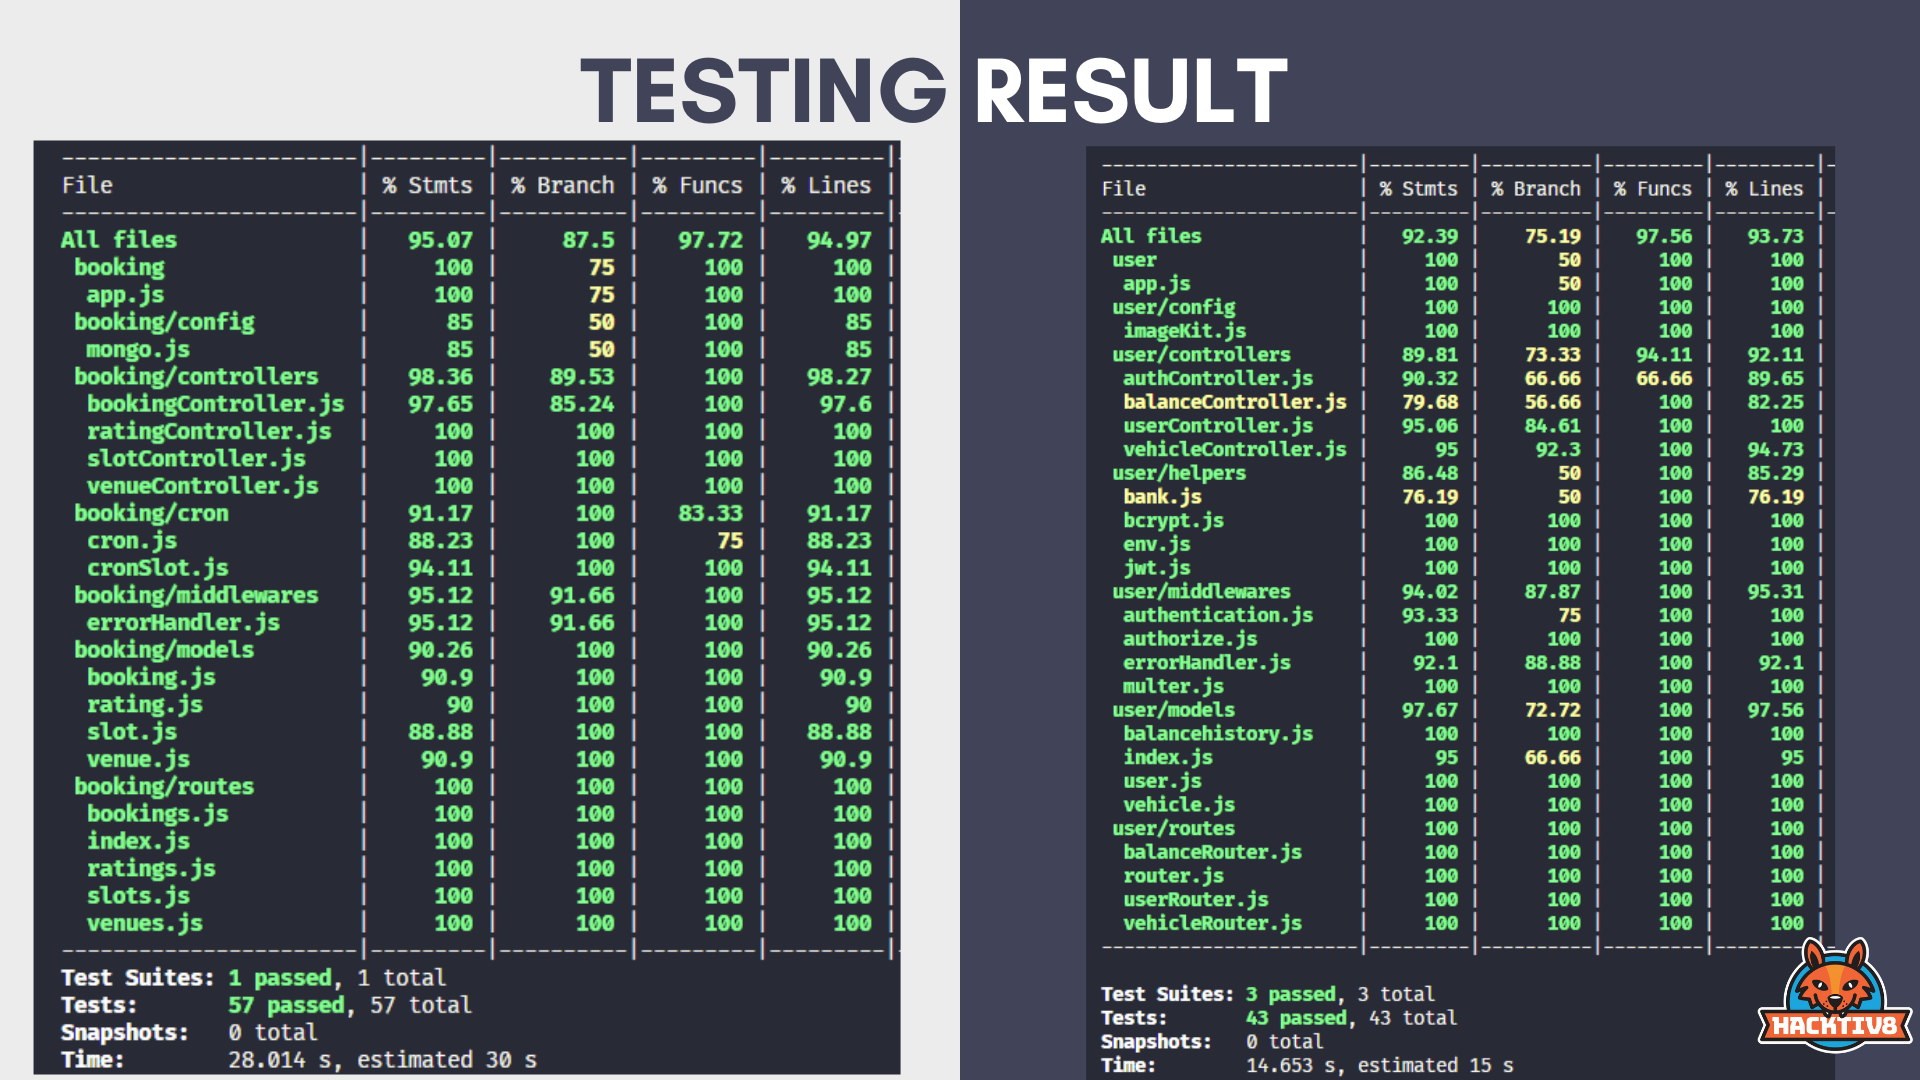 TESTING RESULT
File | % Stmts | % Branch | % Funcs | % Lines |
All files | 95.07 | 87.5 | 97.72 | 94.97 |
booking | 100 | 75 | 100 | 100 |
app.js | 100 | 75 | 100 | 100 |
booking/config | 85 | 50 | 100 | 85 |
mongo.js | 85 | 50 | 100 | 85 |
booking/controllers | 98.36 | 89.53 | 100 | 98.27 |
bookingController.js | 97.65 | 85.24 | 100 | 97.6 |
ratingController.js | 100 | 100 | 100 | 100 |
slotController.js | 100 | 100 | 100 | 100 |
venueController.js | 100 | 100 | 100 | 100 |
booking/cron | 91.17 | 100 | 83.33 | 91.17 |
cron.js | 88.23 | 100 | 75 | 88.23 |
cronSlot.js | 94.11 | 100 | 100 | 94.11 |
booking/middlewares | 95.12 | 91.66 | 100 | 95.12 |
errorHandler.js | 95.12 | 91.66 | 100 | 95.12 |
booking/models | 90.26 | 100 | 100 | 90.26 |
booking.js | 90.9 | 100 | 100 | 90.9 |
rating.js | 90 | 100 | 100 | 90 |
slot.js | 88.88 | 100 | 100 | 88.88 |
venue.js | 90.9 | 100 | 100 | 90.9 |
booking/routes | 100 | 100 | 100 | 100 |
bookings.js | 100 | 100 | 100 | 100 |
index.js | 100 | 100 | 100 | 100 |
ratings.js | 100 | 100 | 100 | 100 |
slots.js | 100 | 100 | 100 | 100 |
venues.js | 100 | 100 | 100 | 100 |
Test Suites: 1 passed, 1 total
Tests: 57 passed, 57 total
Snapshots: 0 total
Time: 28.014 s, estimated 30 s
File | % Stmts | % Branch | % Funcs | % Lines |
All files | 92.39 | 75.19 | 97.56 | 93.73 |
user | 100 | 50 | 100 | 100 |
app.js | 100 | 50 | 100 | 100 |
user/config | 100 | 100 | 100 | 100 |
imageKit.js | 100 | 100 | 100 | 100 |
user/controllers | 89.81 | 73.33 | 94.11 | 92.11 |
authController.js | 90.32 | 66.66 | 66.66 | 89.65 |
balanceController.js | 79.68 | 56.66 | 100 | 82.25 |
userController.js | 95.06 | 84.61 | 100 | 100 |
vehicleController.js | 95 | 92.3 | 100 | 94.73 |
user/helpers | 86.48 | 50 | 100 | 85.29 |
bank.js | 76.19 | 50 | 100 | 76.19 |
bcrypt.js | 100 | 100 | 100 | 100 |
env.js | 100 | 100 | 100 | 100 |
jwt.js | 100 | 100 | 100 | 100 |
user/middlewares | 94.02 | 87.87 | 100 | 95.31 |
authentication.js | 93.33 | 75 | 100 | 100 |
authorize.js | 100 | 100 | 100 | 100 |
errorHandler.js | 92.1 | 88.88 | 100 | 92.1 |
multer.js | 100 | 100 | 100 | 100 |
user/models | 97.67 | 72.72 | 100 | 97.56 |
balancehistory.js | 100 | 100 | 100 | 100 |
index.js | 95 | 66.66 | 100 | 95 |
user.js | 100 | 100 | 100 | 100 |
vehicle.js | 100 | 100 | 100 | 100 |
user/routes | 100 | 100 | 100 | 100 |
balanceRouter.js | 100 | 100 | 100 | 100 |
router.js | 100 | 100 | 100 | 100 |
userRouter.js | 100 | 100 | 100 | 100 |
vehicleRouter.js | 100 | 100 | 100 | 100 |
Test Suites: 3 passed, 3 total
Tests: 43 passed, 43 total
Snapshots: 0 total
Time: 14.653 s, estimated 15 s
HACKTIV8